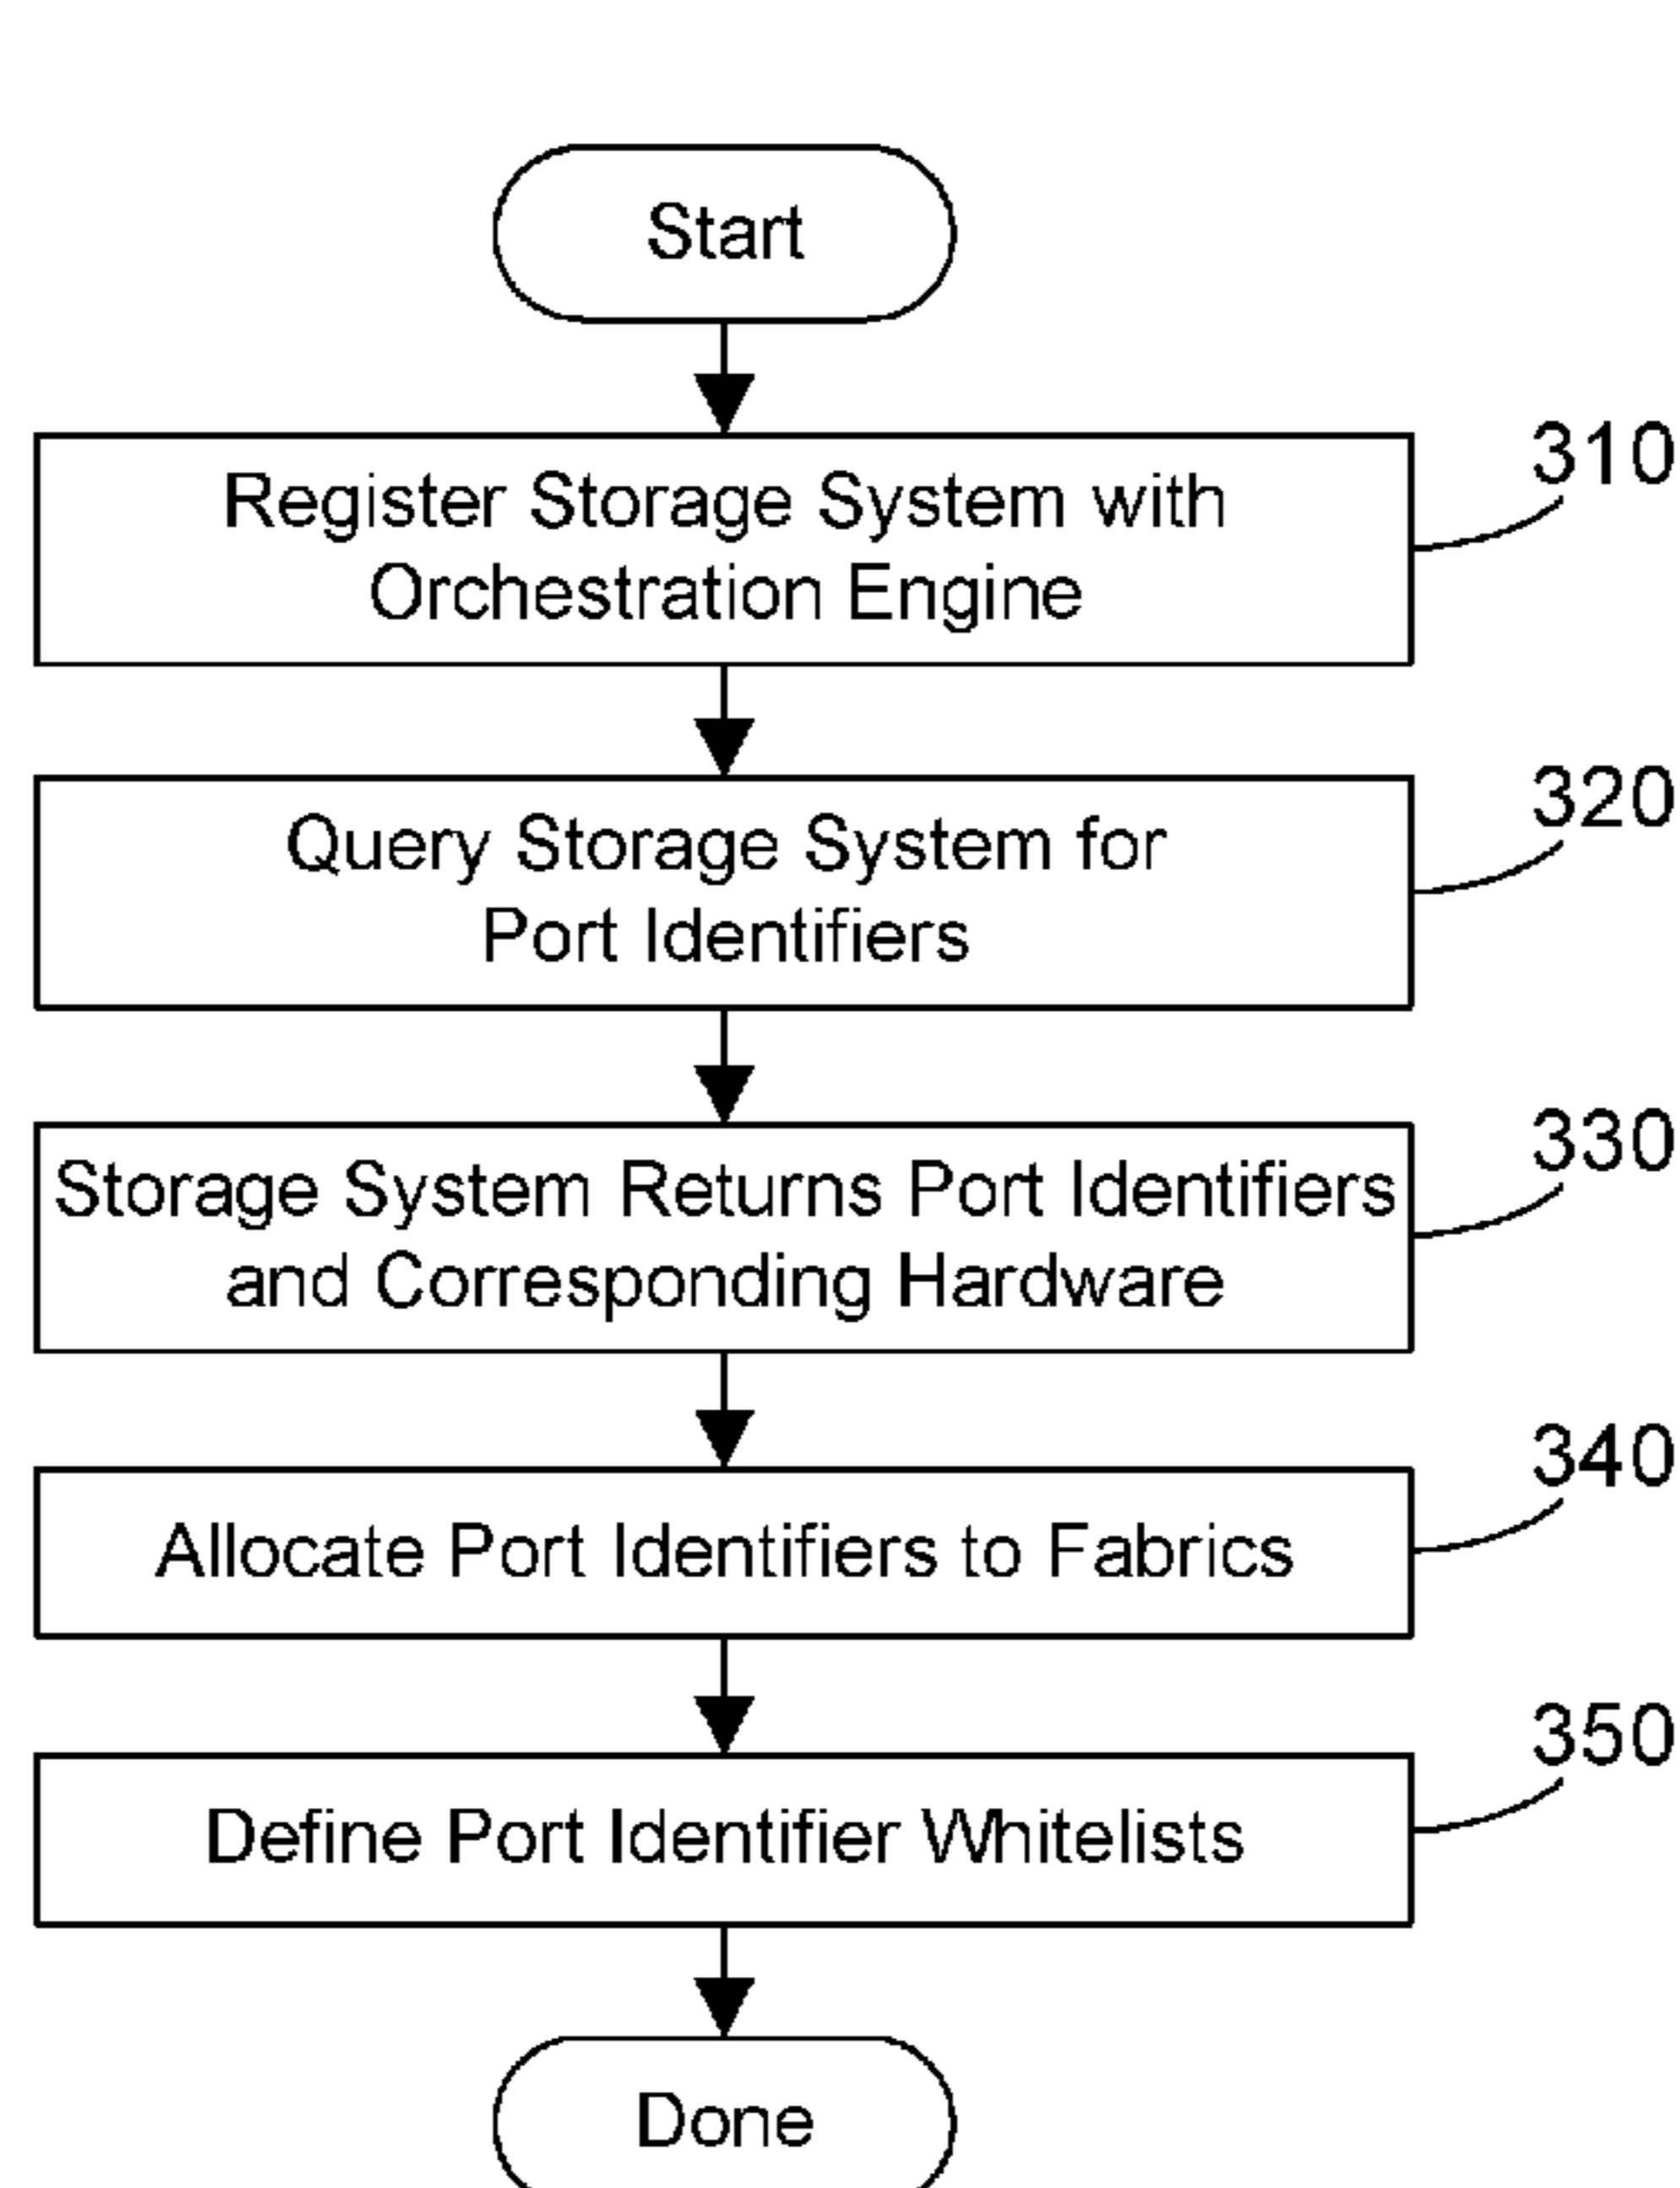 Start
310
Register Storage System with
Orchestration Engine
320
Query Storage System for
Port Identifiers
330
Storage System Returns Port Identifiers
and Corresponding Hardware
340
Allocate Port Identifiers to Fabrics
350
Define Port Identifier Whitelists
Done